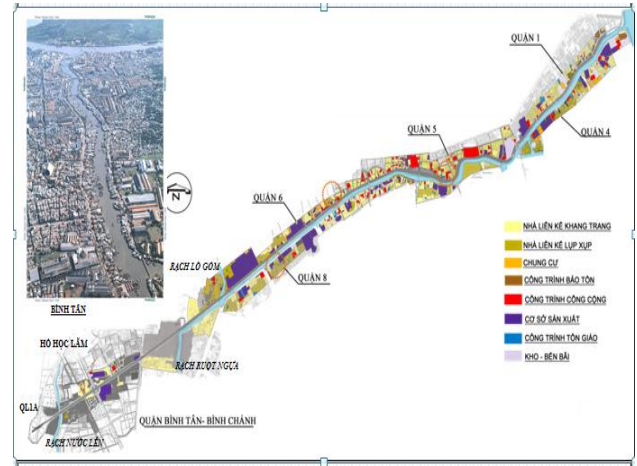 QUẬN 1
QUẬN 5
QUẬN 4
QUẬN 6
RẠCH LÒ GỐM
QUẬN 8
BÌNH TÂN
HỒ HỌC LÃM
RẠCH RUỘT NGỰA
QL1A
QUẬN BÌNH TÂN- BÌNH CHÁNH
RẠCH NƯỚC LÊN
NHÀ LIÊN KẾ KHANG TRANG
NHÀ LIÊN KẾ LỤP XỤP
CHUNG CƯ
CÔNG TRÌNH BẢO TỒN
CÔNG TRÌNH CÔNG CỘNG
CƠ SỞ SẢN XUẤT
CÔNG TRÌNH TÔN GIÁO
KHO - BẾN BÃI